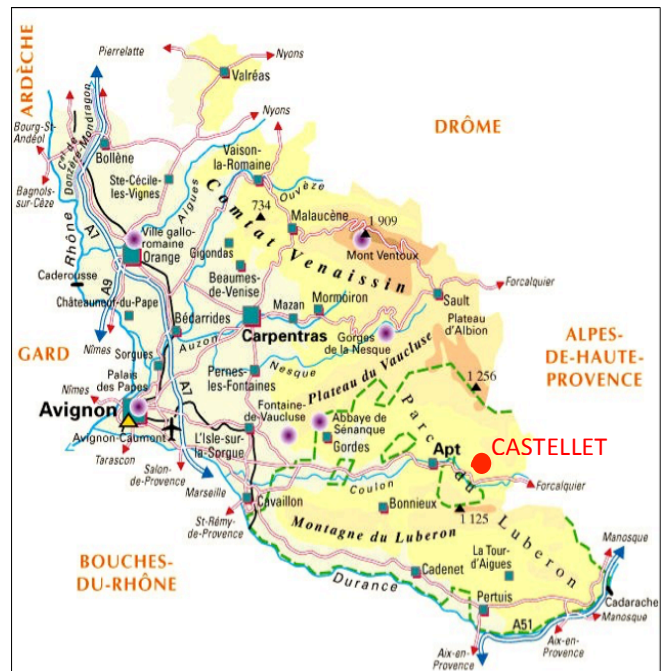 ARDÈCHE
Pierrelatte
Nyons
Valréas
Nyons
DRÔME
Bourg-St-
Andéol
Cal de
Donzère-Mondragon
Bollène
Bagnols-
sur-Cèze
Ste-Cécile-
les-Vignes
Vaison-
la-Romaine
Aigues
Ouvèze
734
Malaucène
1 909
Mont Ventoux
Comtat Venaissin
Rhône
A7
Ville gallo-
romaine
Orange
Gigondas
Caderousse
A9
Beaumes-
de-Venise
Châteauneuf-du-Pape
Mazan
Mormoiron
Sault
Forcalquier
Plateau
d'Albion
Bédarrides
Auzon
Carpentras
Gorges
de la Nesque
Nîmes
GARD
Sorgues
Palais
des Papes
Pernes-
les-Fontaines
Nesque
Plateau du Vaucluse
ALPES-
DE-HAUTE-
PROVENCE
1 256
Nîmes
Avignon
A7
Fontaine-
de-Vaucluse
Abbaye de
Sénanque
Gordes
Parc du Luberon
Avignon-Caumont
L'Isle-sur-
la-Sorgue
Apt
CASTELLET
Tarascon
Salon-
de-Provence
Marseille
Coulon
Forcalquier
Cavaillon
Bonnieux
St-Rémy-
de-Provence
1 125
Montagne du Luberon
Manosque
BOUCHES-
DU-RHÔNE
Durance
Cadenet
La Tour-
d'Aigues
Pertuis
Cadarache
A51
Manosque
Aix-en-
Provence
Aix-en-
Provence